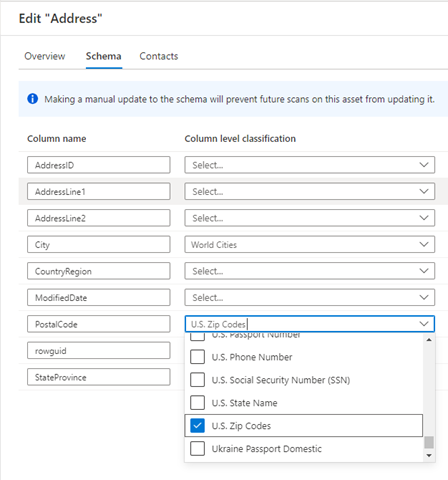 Edit "Address"
Overview Schema Contacts
Making a manual update to the schema will prevent future scans on this asset from updating it.
Column name Column level classification
AddressID Select...
AddressLine1 Select...
AddressLine2 Select...
City World Cities
CountryRegion Select...
ModifiedDate Select...
PostalCode U.S. Zip Codes
U.S. Passport Number
U.S. Phone Number
rowguid
U.S. Social Security Number (SSN)
StateProvince
U.S. State Name
U.S. Zip Codes
Ukraine Passport Domestic